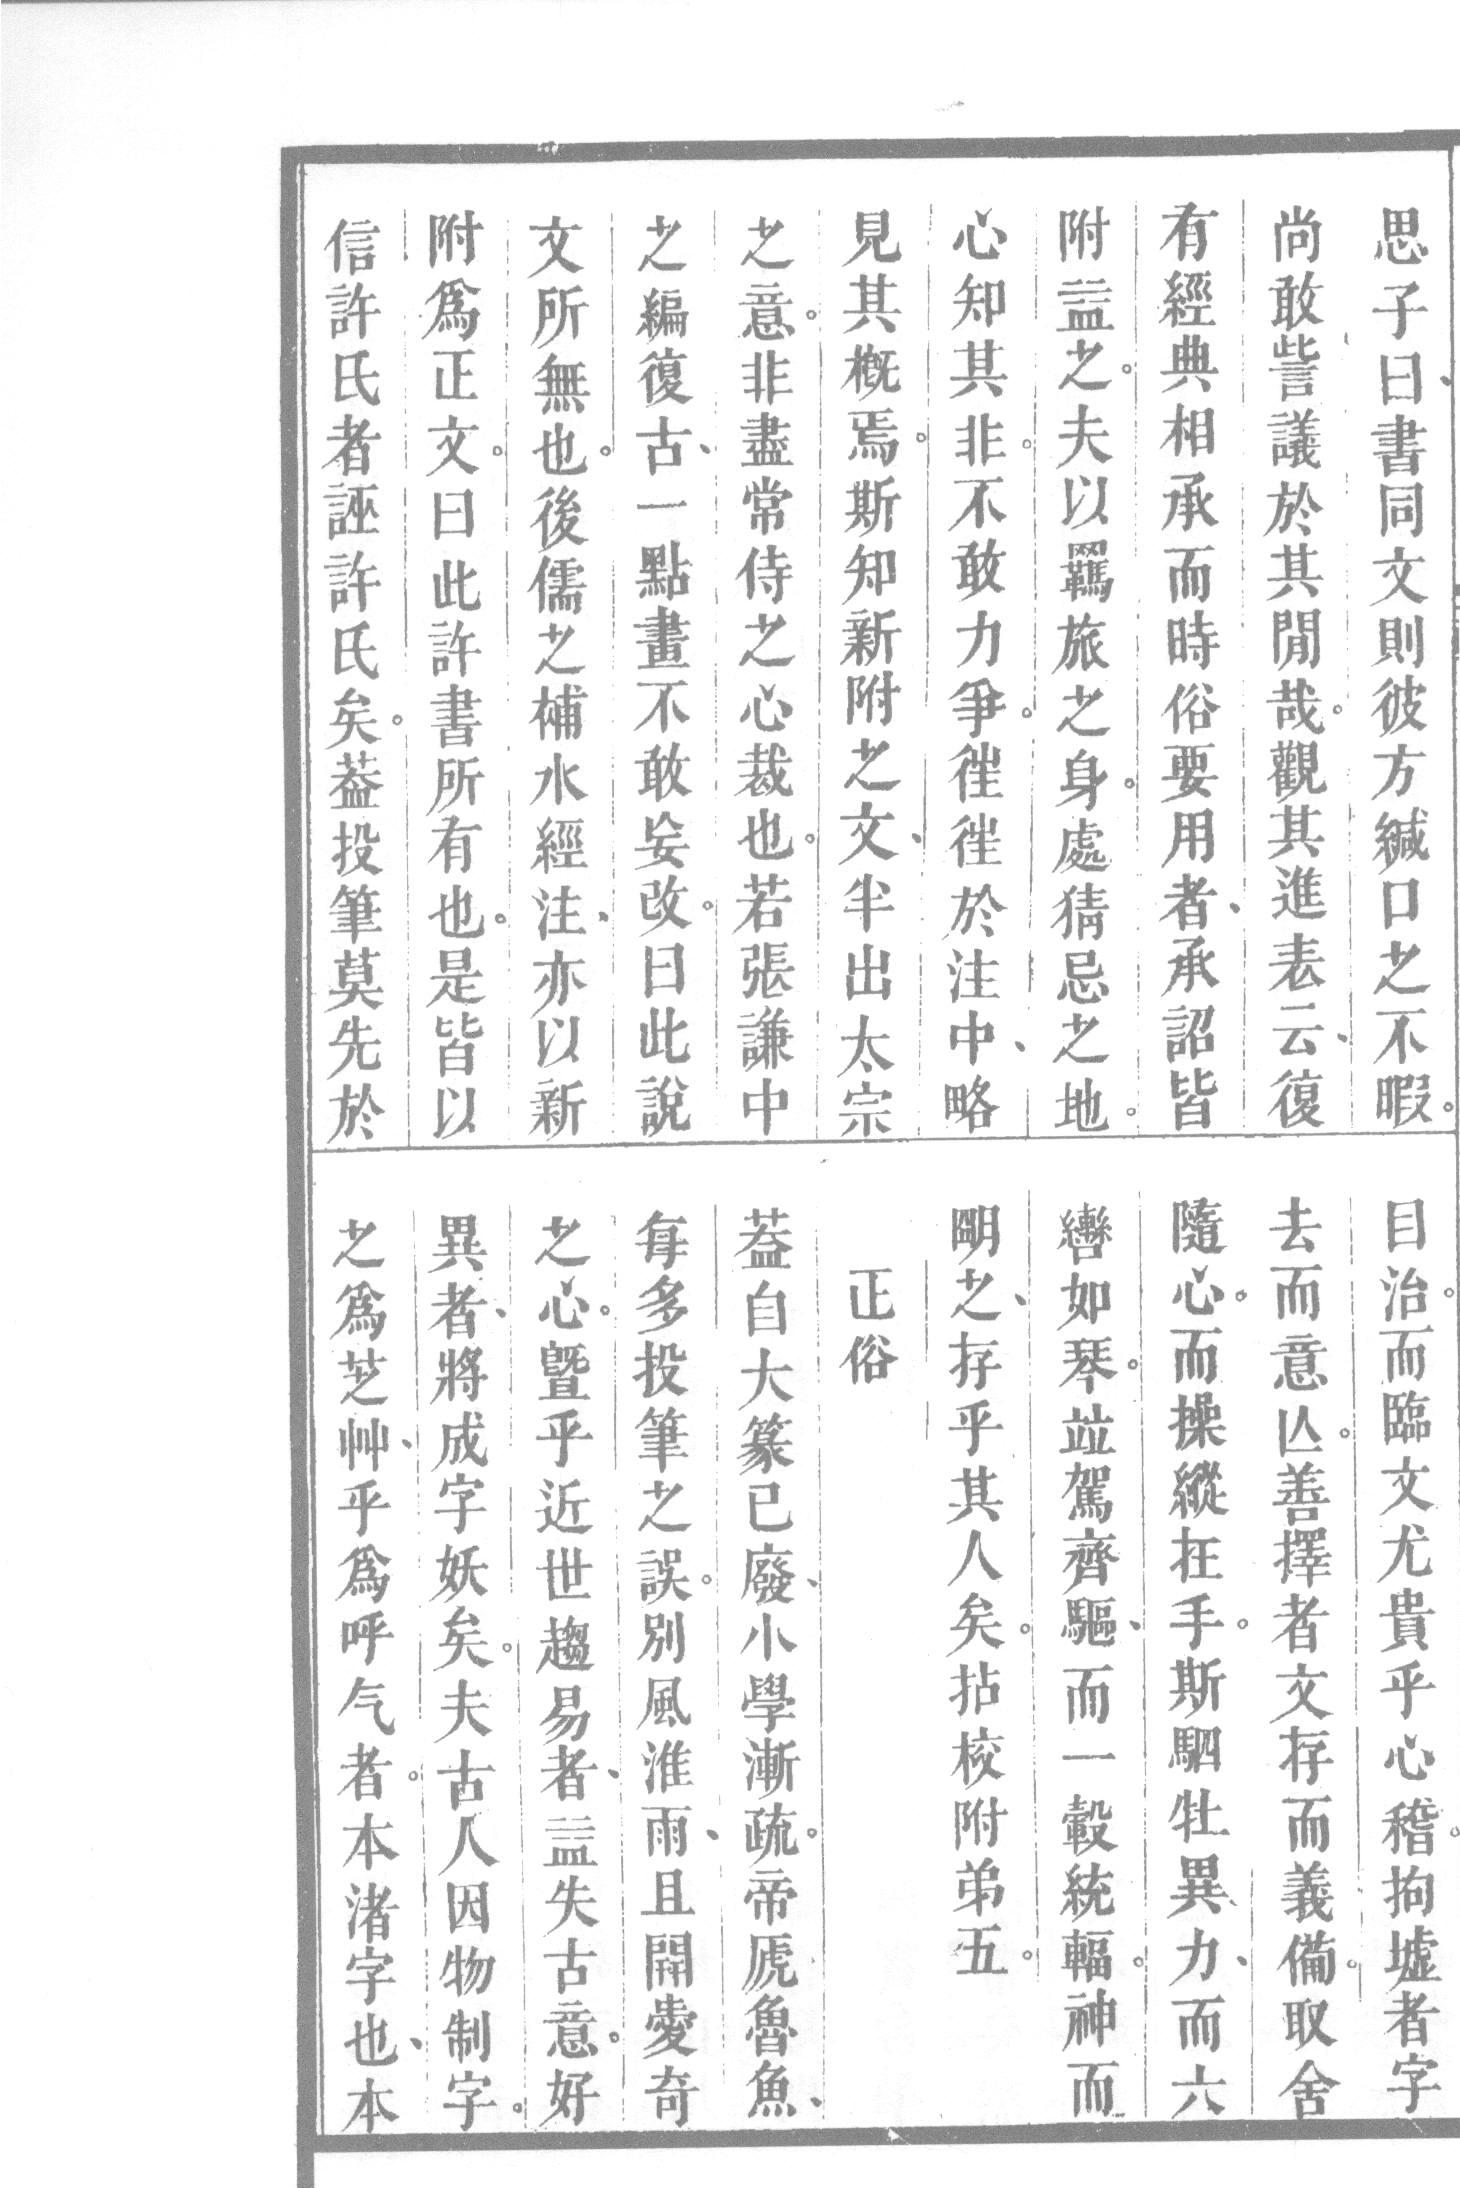 思子曰、書同文則彼方緘口之不暇。
尚敢訾議於其閒哉。觀其進表云、復
有經典相承而時俗要用者、承詔皆
附益之。夫以羈旅之身。處猜忌之地。
心知其非。不敢力爭。徃徃於注中、略
見其槪焉。斯知新附之文、半出太宗
之意。非盡常侍之心裁也。若張謙中
之編復古、一點畫不敢妄改。曰此說
文所無也。後儒之補水經注、亦以新
附爲正文。曰此許書所有也。是皆以
信許氏者誣許氏矣。葢投筆莫先於
目治。而臨文尤貴乎心稽。拘墟者字
去而意亾。善擇者文存而義備。取舍
隨心。而操縱在手。斯駟牡異力、而六
轡如琴。竝駕齊驅、而一轂統輻。神而
朙之、存乎其人矣。拈校附弟五。
正俗
葢自大篆已廢、小學漸疏。帝虎魯魚、
每多投筆之誤。別風淮雨、且開愛奇
之心。曁乎近世趨易者、益失古意。好
異者、將成字妖矣。夫古人因物制字。
之爲芝艸、乎爲呼气者。本渚字也、本